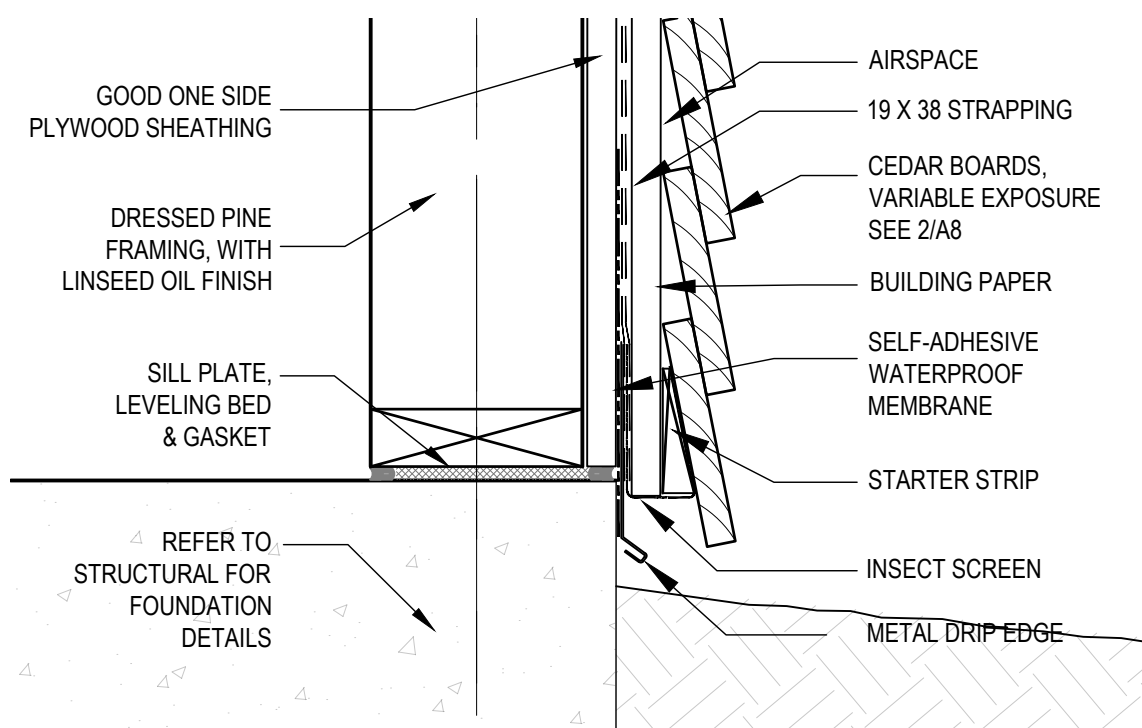 GOOD ONE SIDE
PLYWOOD SHEATHING
DRESSED PINE
FRAMING, WITH
LINSEED OIL FINISH
SILL PLATE,
LEVELING BED
& GASKET
REFER TO
STRUCTURAL FOR
FOUNDATION
DETAILS
AIRSPACE
19 X 38 STRAPPING
CEDAR BOARDS,
VARIABLE EXPOSURE
SEE 2/A8
BUILDING PAPER
SELF-ADHESIVE
WATERPROOF
MEMBRANE
STARTER STRIP
INSECT SCREEN
METAL DRIP EDGE